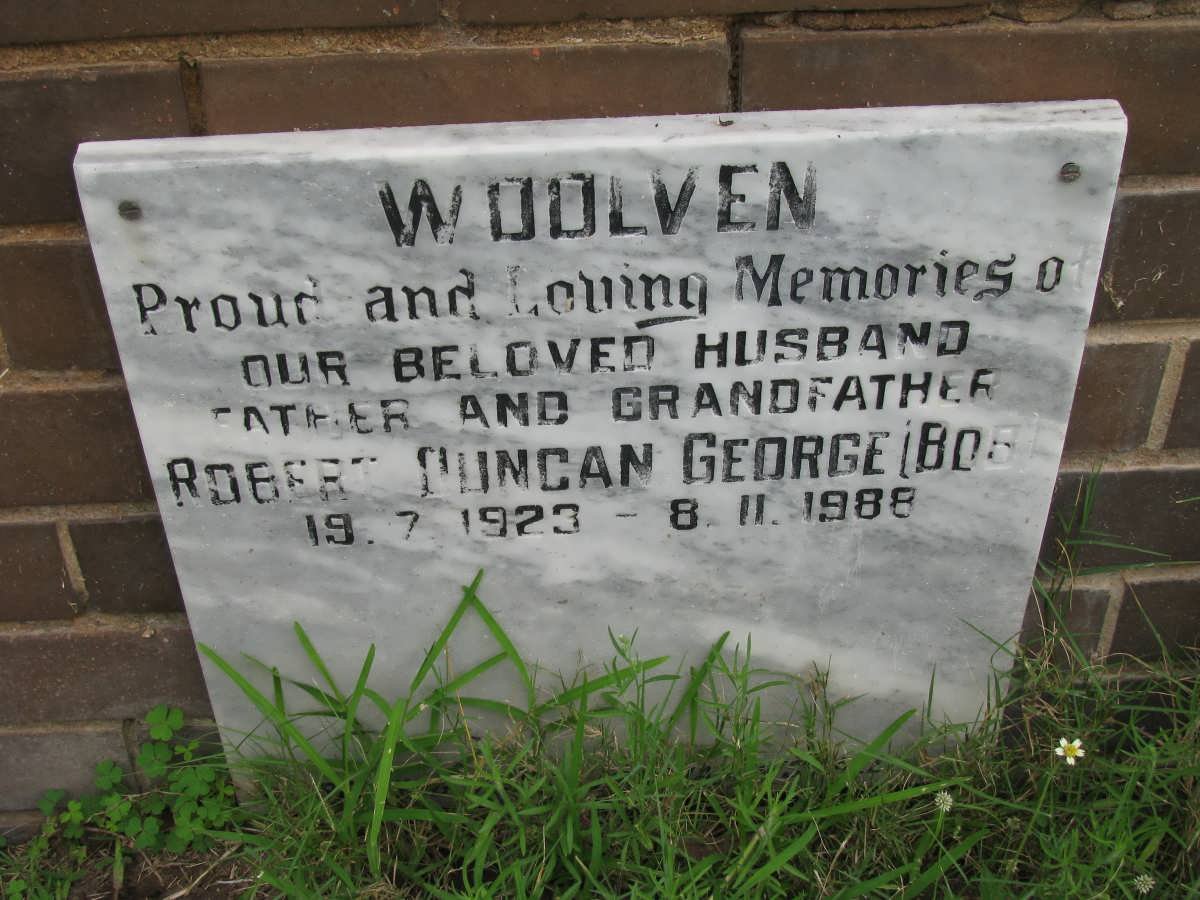 WOOLVEN
Proud and Loving Memories of
OUR BELOVED HUSBAND
FATHER AND GRANDFATHER
ROBERT DUNCAN GEORGE (BOB)
19. 7. 1923 - 8. 11. 1988